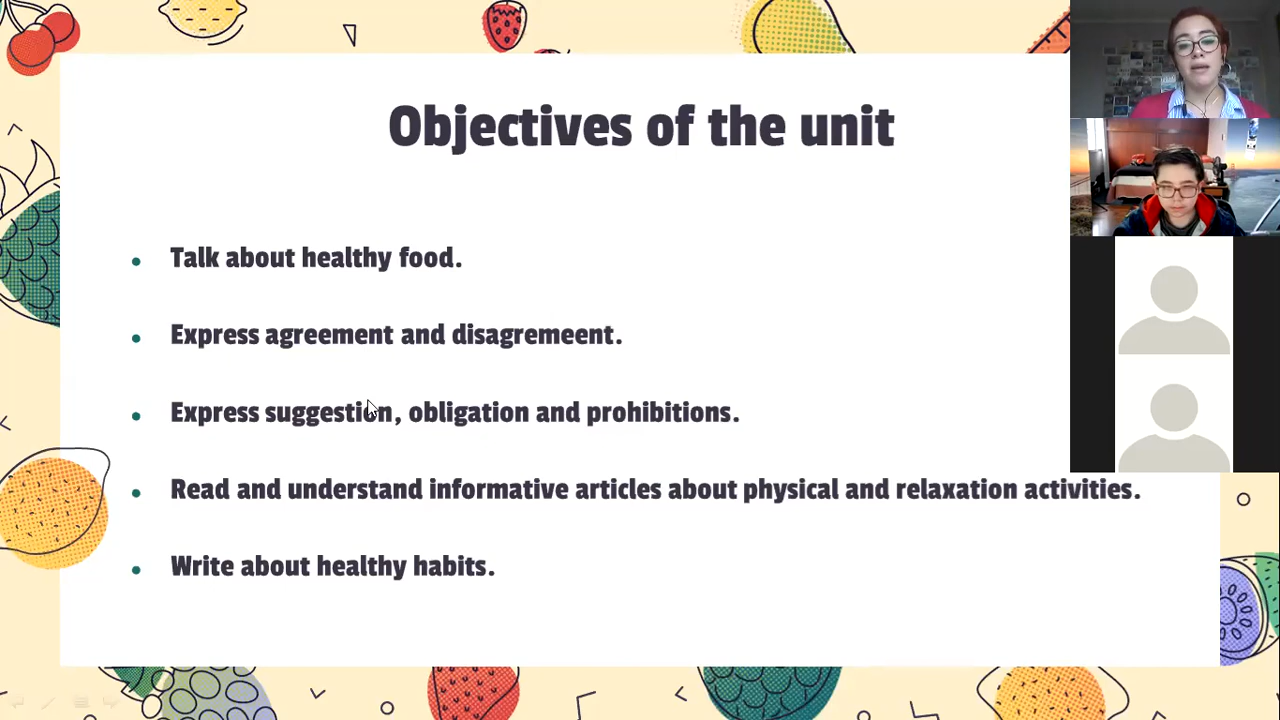 Objectives of the unit
Talk about healthy food.
Express agreement and disagremeent.
Express suggestion, obligation and prohibitions.
Read and understand informative articles about physical and relaxation activities.
Write about healthy habits.